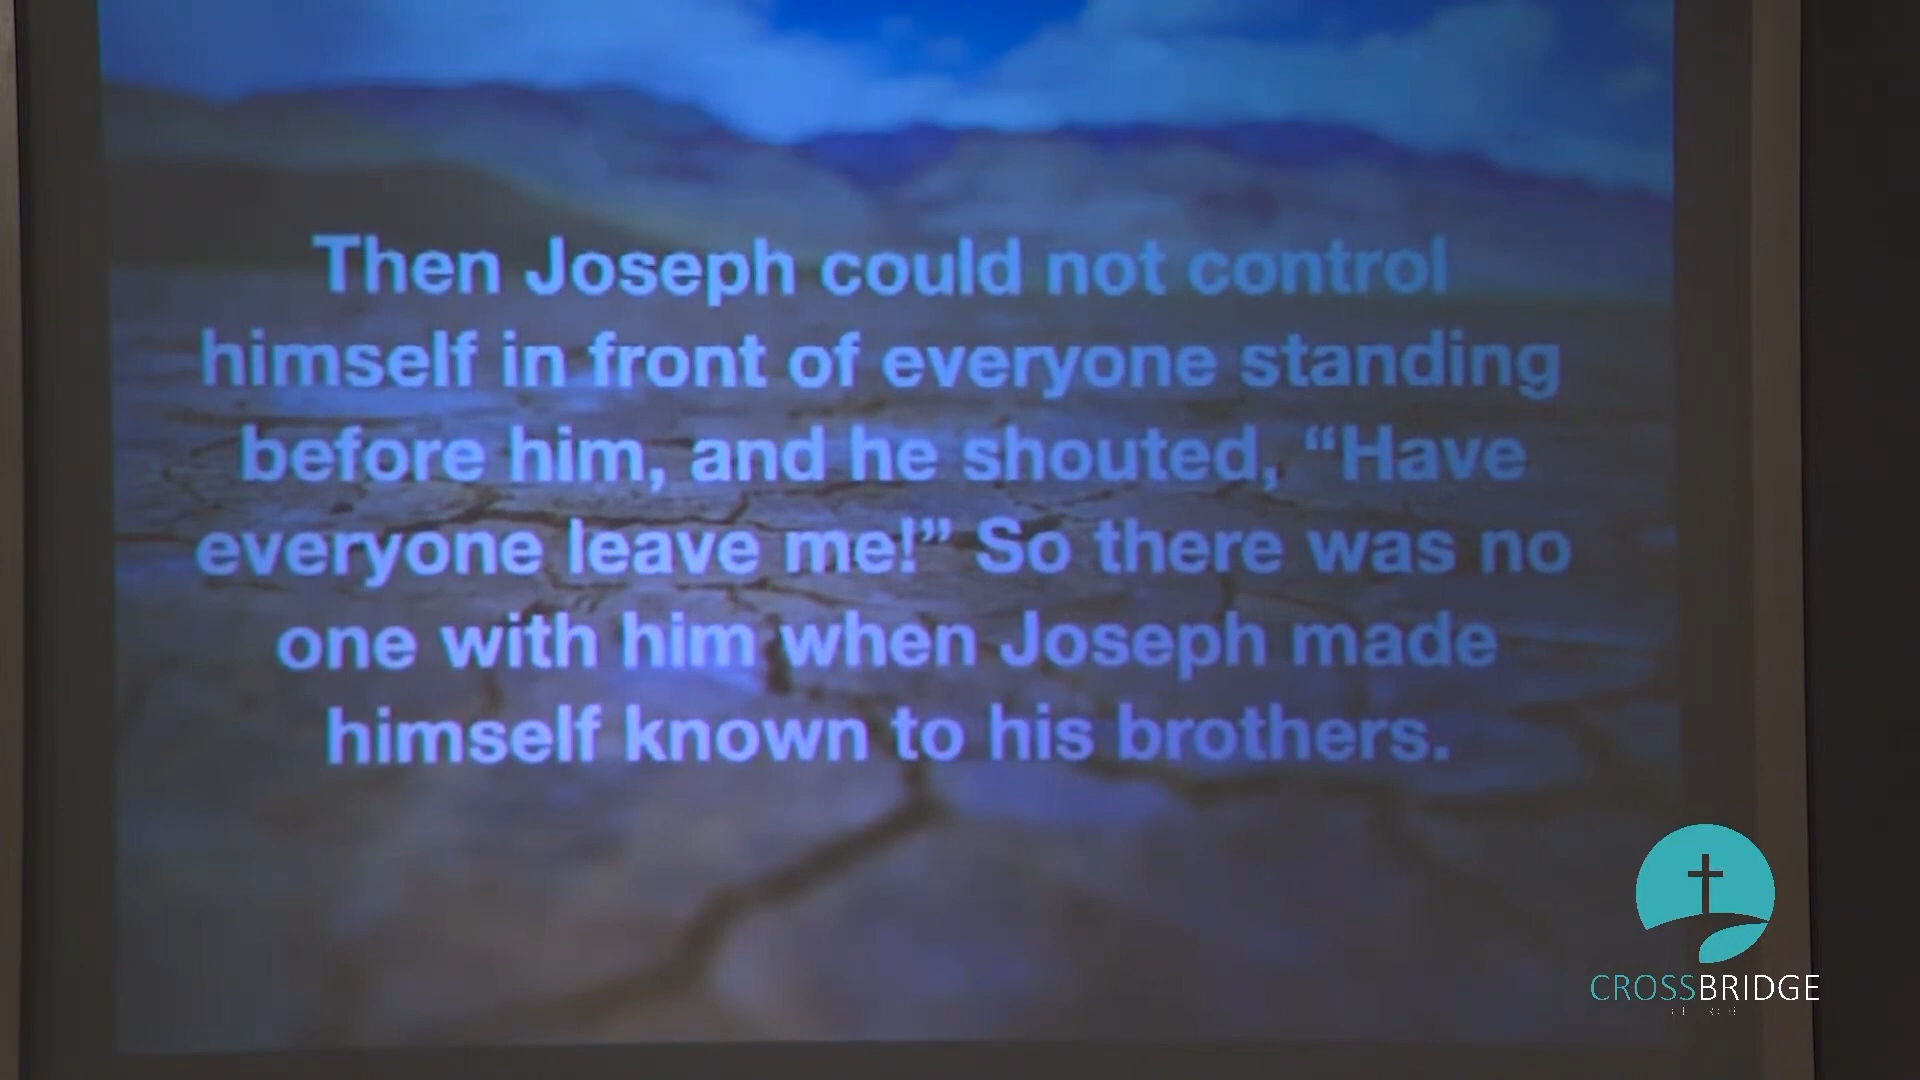 Then Joseph could not control
himself in front of everyone standing
before him, and he shouted, “Have
everyone leave me!” So there was no
one with him when Joseph made
himself known to his brothers.
CROSSBRIDGE